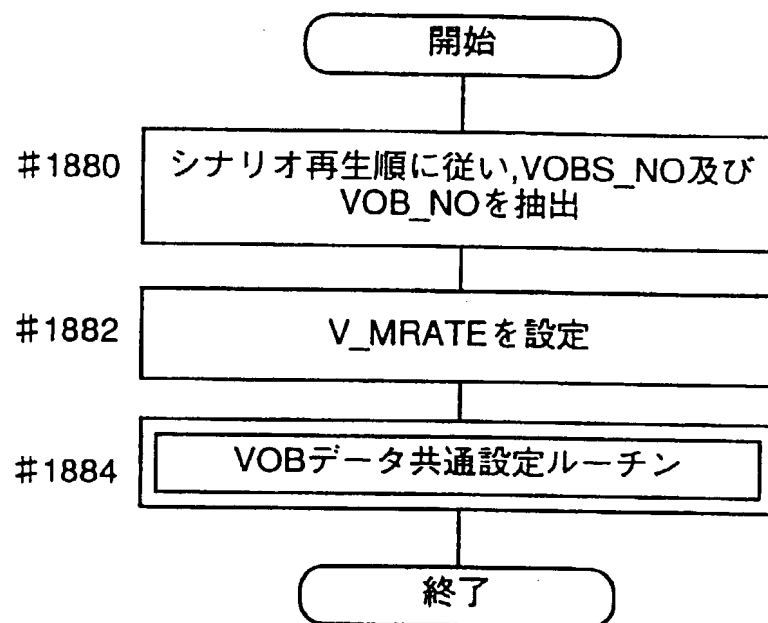 開始
#1880
シナリオ再生順に従い,VOBS_NO及び
VOB_NOを抽出
#1882
V_MRATEを設定
#1884
VOBデータ共通設定ルーチン
終了